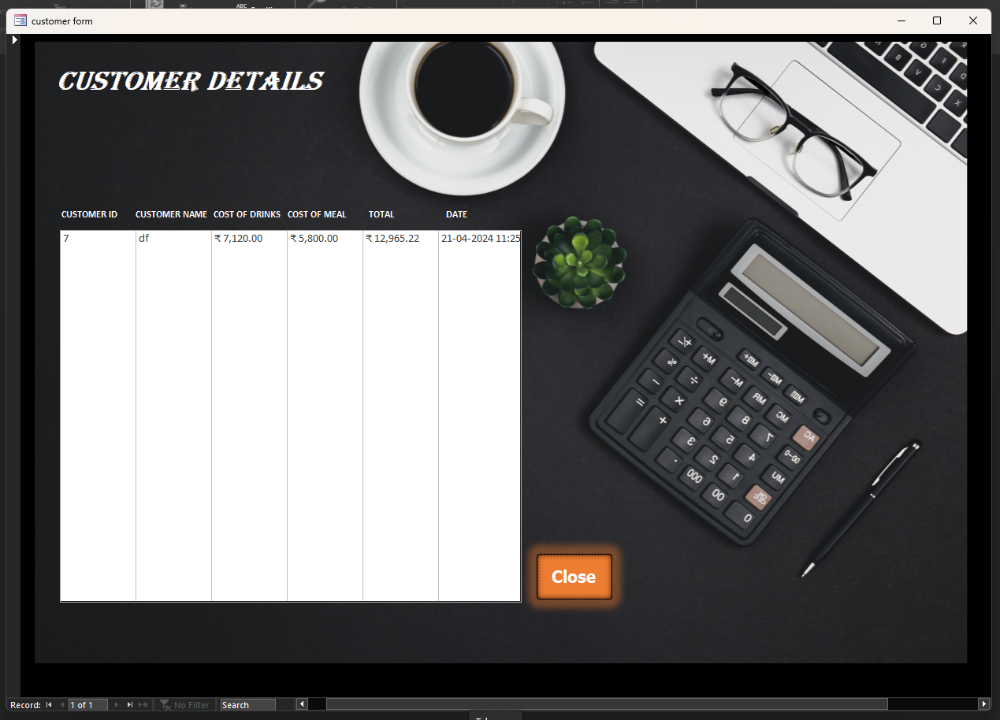 customer form
CUSTOMER DETAILS
CUSTOMER ID CUSTOMER NAME COST OF DRINKS COST OF MEAL TOTAL DATE
7 df ₹ 7,120.00 ₹ 5,800.00 ₹ 12,965.22 21-04-2024 11:25
Close
Record: 1 of 1 No Filter Search